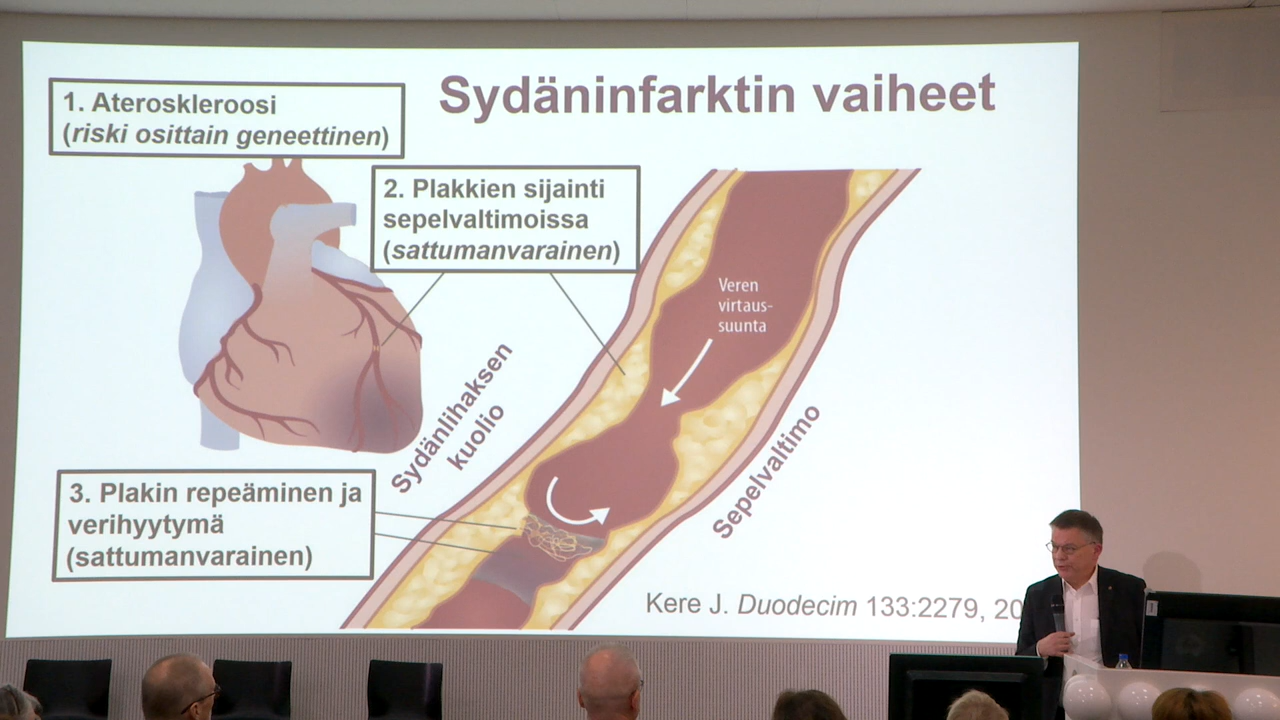 Sydäninfarktin vaiheet
1. Ateroskleroosi
(riski osittain geneettinen)
2. Plakkien sijainti
sepelvaltimoissa
(sattumanvarainen)
Veren
virtaus-
suunta
Sydänlihaksen
kuolio
Sepelvaltimo
3. Plakin repeäminen ja
verihyytymä
(sattumanvarainen)
Kere J. Duodecim 133:2279, 20